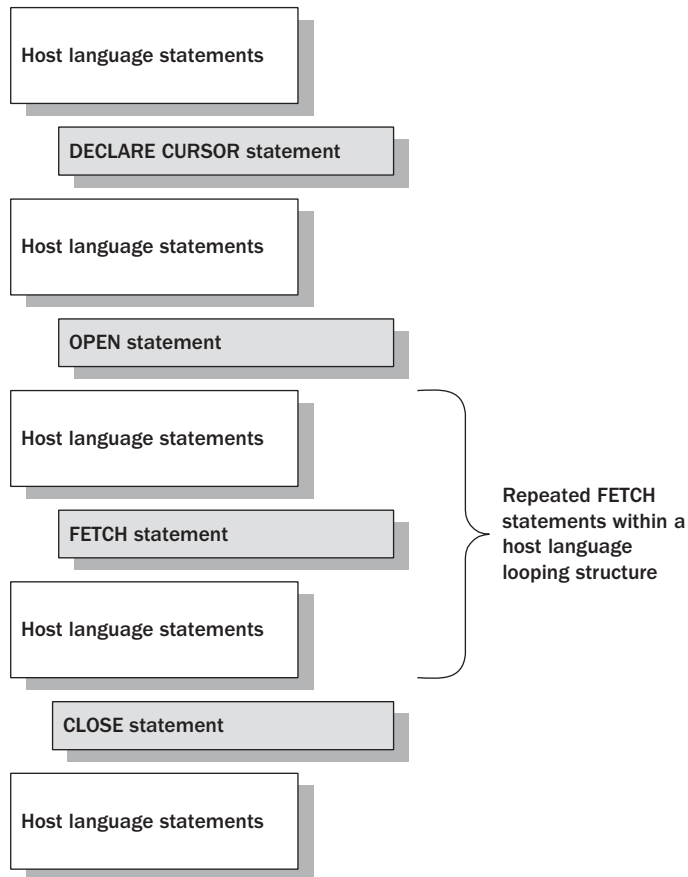 Host language statements
DECLARE CURSOR statement
Host language statements
OPEN statement
Host language statements
FETCH statement
Repeated FETCH
statements within a
host language
looping structure
Host language statements
CLOSE statement
Host language statements